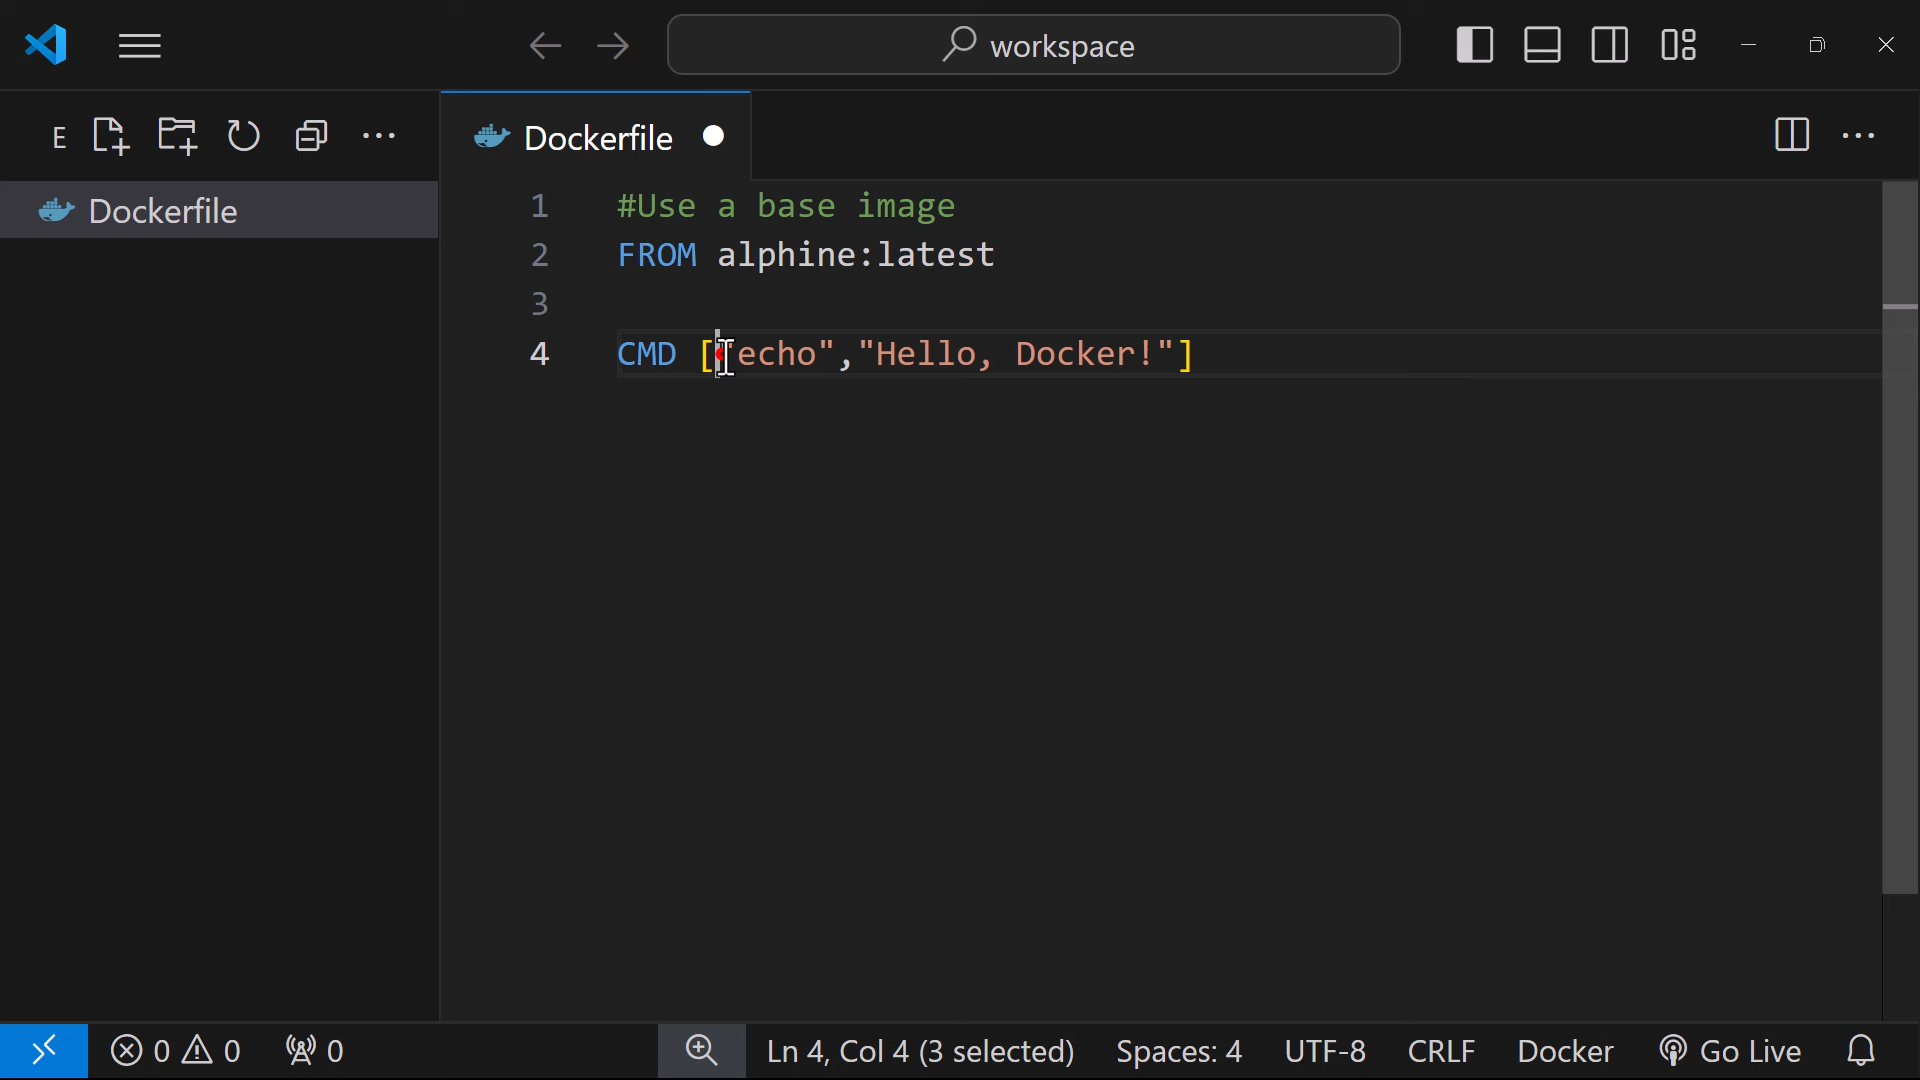 workspace
E
Dockerfile
Dockerfile
1 #Use a base image
2 FROM alphine:latest
3
4 CMD ["echo","Hello, Docker!"]
0 0 0 Ln 4, Col 4 (3 selected) Spaces: 4 UTF-8 CRLF Docker Go Live